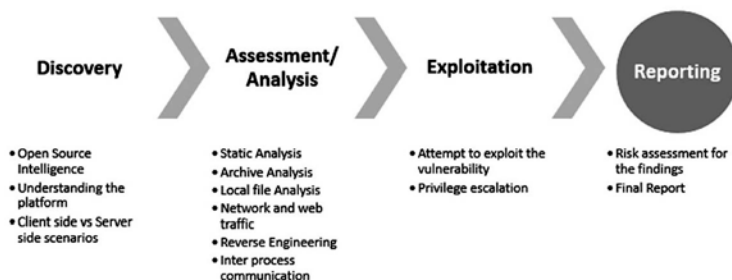 Discovery
Assessment/
Analysis
Exploitation
Reporting
• Open Source
Intelligence
• Understanding the
platform
• Client side vs Server
side scenarios
• Static Analysis
• Archive Analysis
• Local file Analysis
• Network and web
traffic
• Reverse Engineering
• Inter process
communication
• Attempt to exploit the
vulnerability
• Privilege escalation
• Risk assessment for
the findings
• Final Report